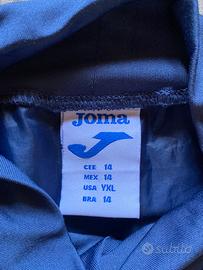 Joma
CEE 14
MEX 14
USA YXL
BRA 14
subito